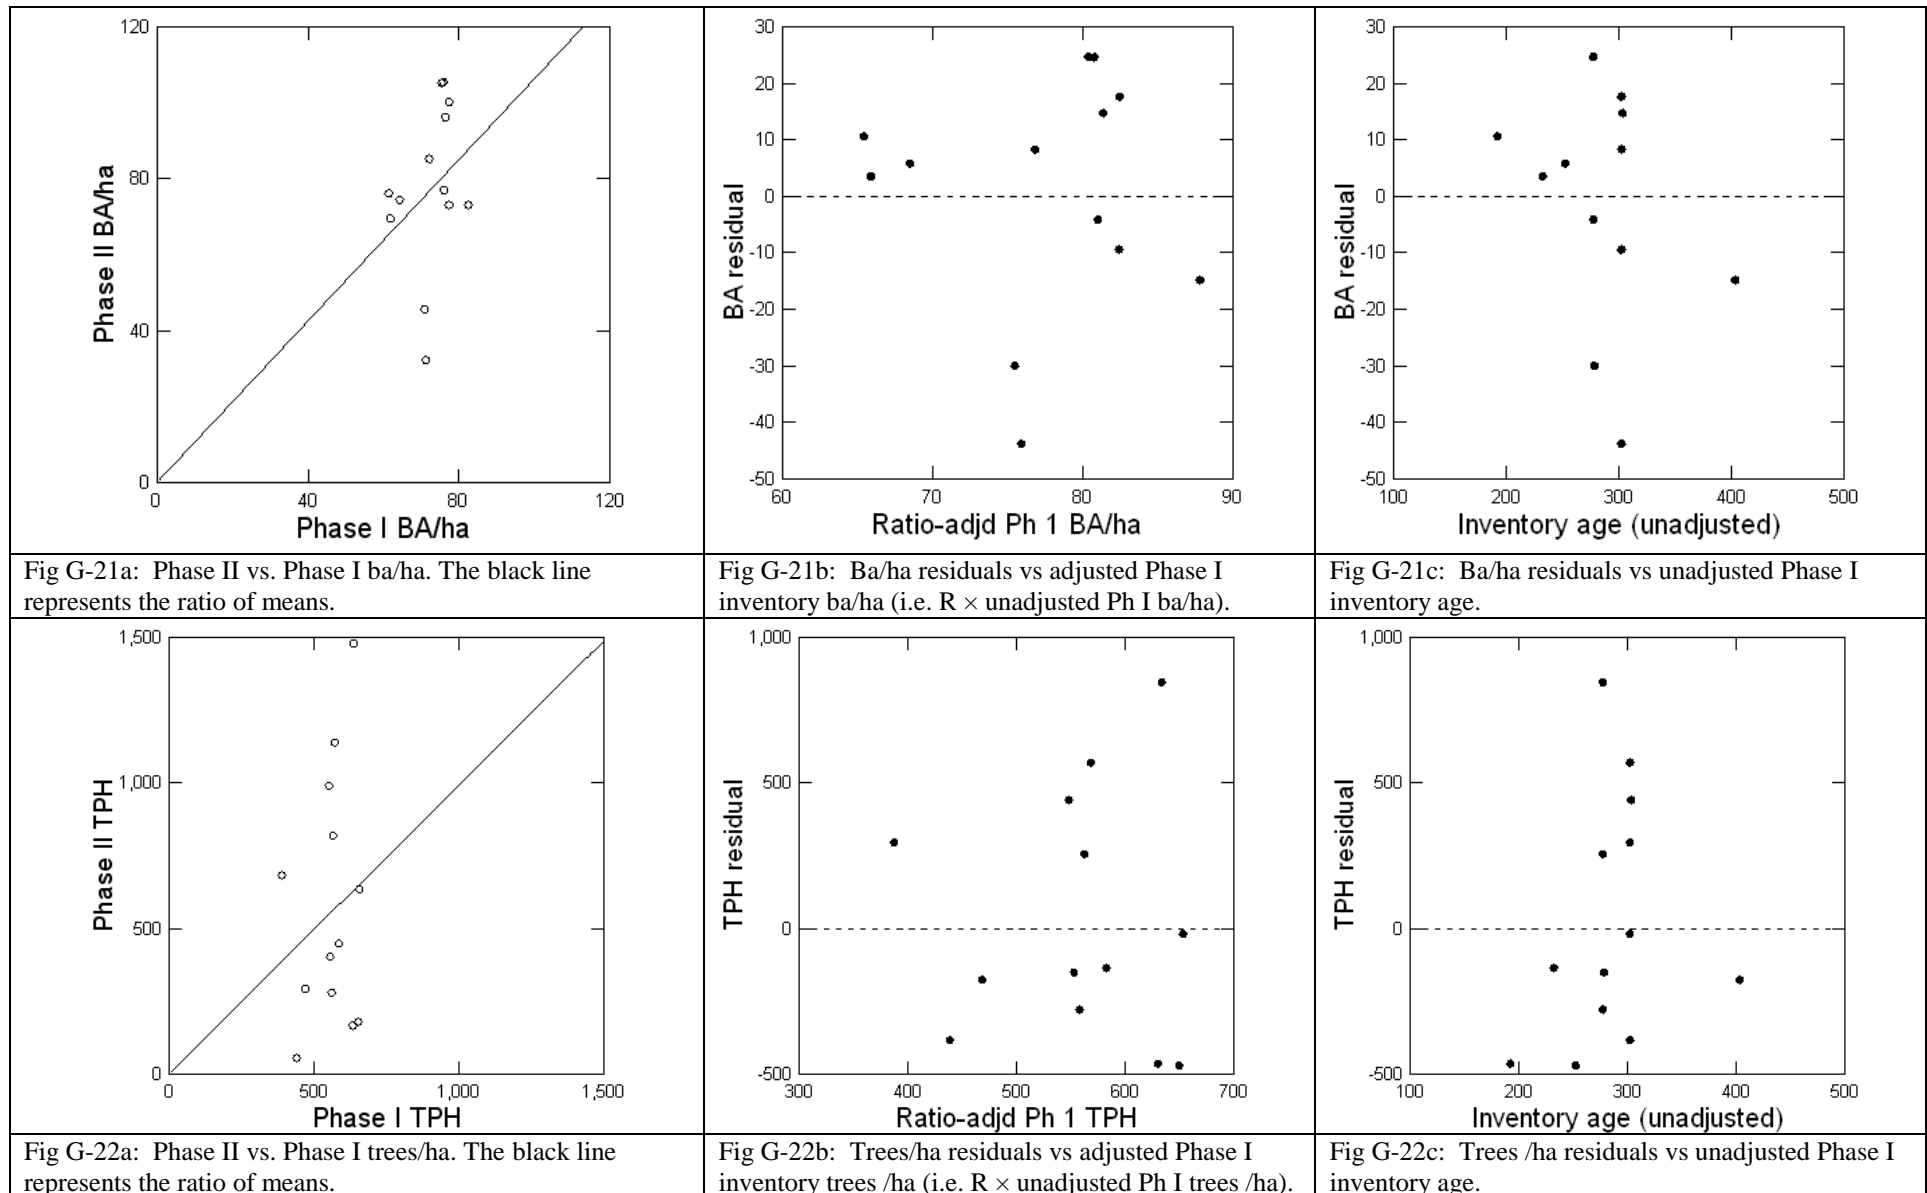 120
80
40
0
0
40
80
120
Phase II BA/ha
Phase I BA/ha
30
20
10
0
-10
-20
-30
-40
-50
60
70
80
90
BA residual
Ratio-adjd Ph 1 BA/ha
30
20
10
0
-10
-20
-30
-40
-50
100
200
300
400
500
BA residual
Inventory age (unadjusted)
Fig G-21a: Phase II vs. Phase I ba/ha. The black line
represents the ratio of means.
Fig G-21b: Ba/ha residuals vs adjusted Phase I
inventory ba/ha (i.e. R × unadjusted Ph I ba/ha).
Fig G-21c: Ba/ha residuals vs unadjusted Phase I
inventory age.
1,500
1,000
500
0
0
500
1,000
1,500
Phase II TPH
Phase I TPH
1,000
500
0
-500
300
400
500
600
700
TPH residual
Ratio-adjd Ph 1 TPH
1,000
500
0
-500
100
200
300
400
500
TPH residual
Inventory age (unadjusted)
Fig G-22a: Phase II vs. Phase I trees/ha. The black line
represents the ratio of means.
Fig G-22b: Trees/ha residuals vs adjusted Phase I
inventory trees /ha (i.e. R × unadjusted Ph I trees /ha).
Fig G-22c: Trees /ha residuals vs unadjusted Phase I
inventory age.